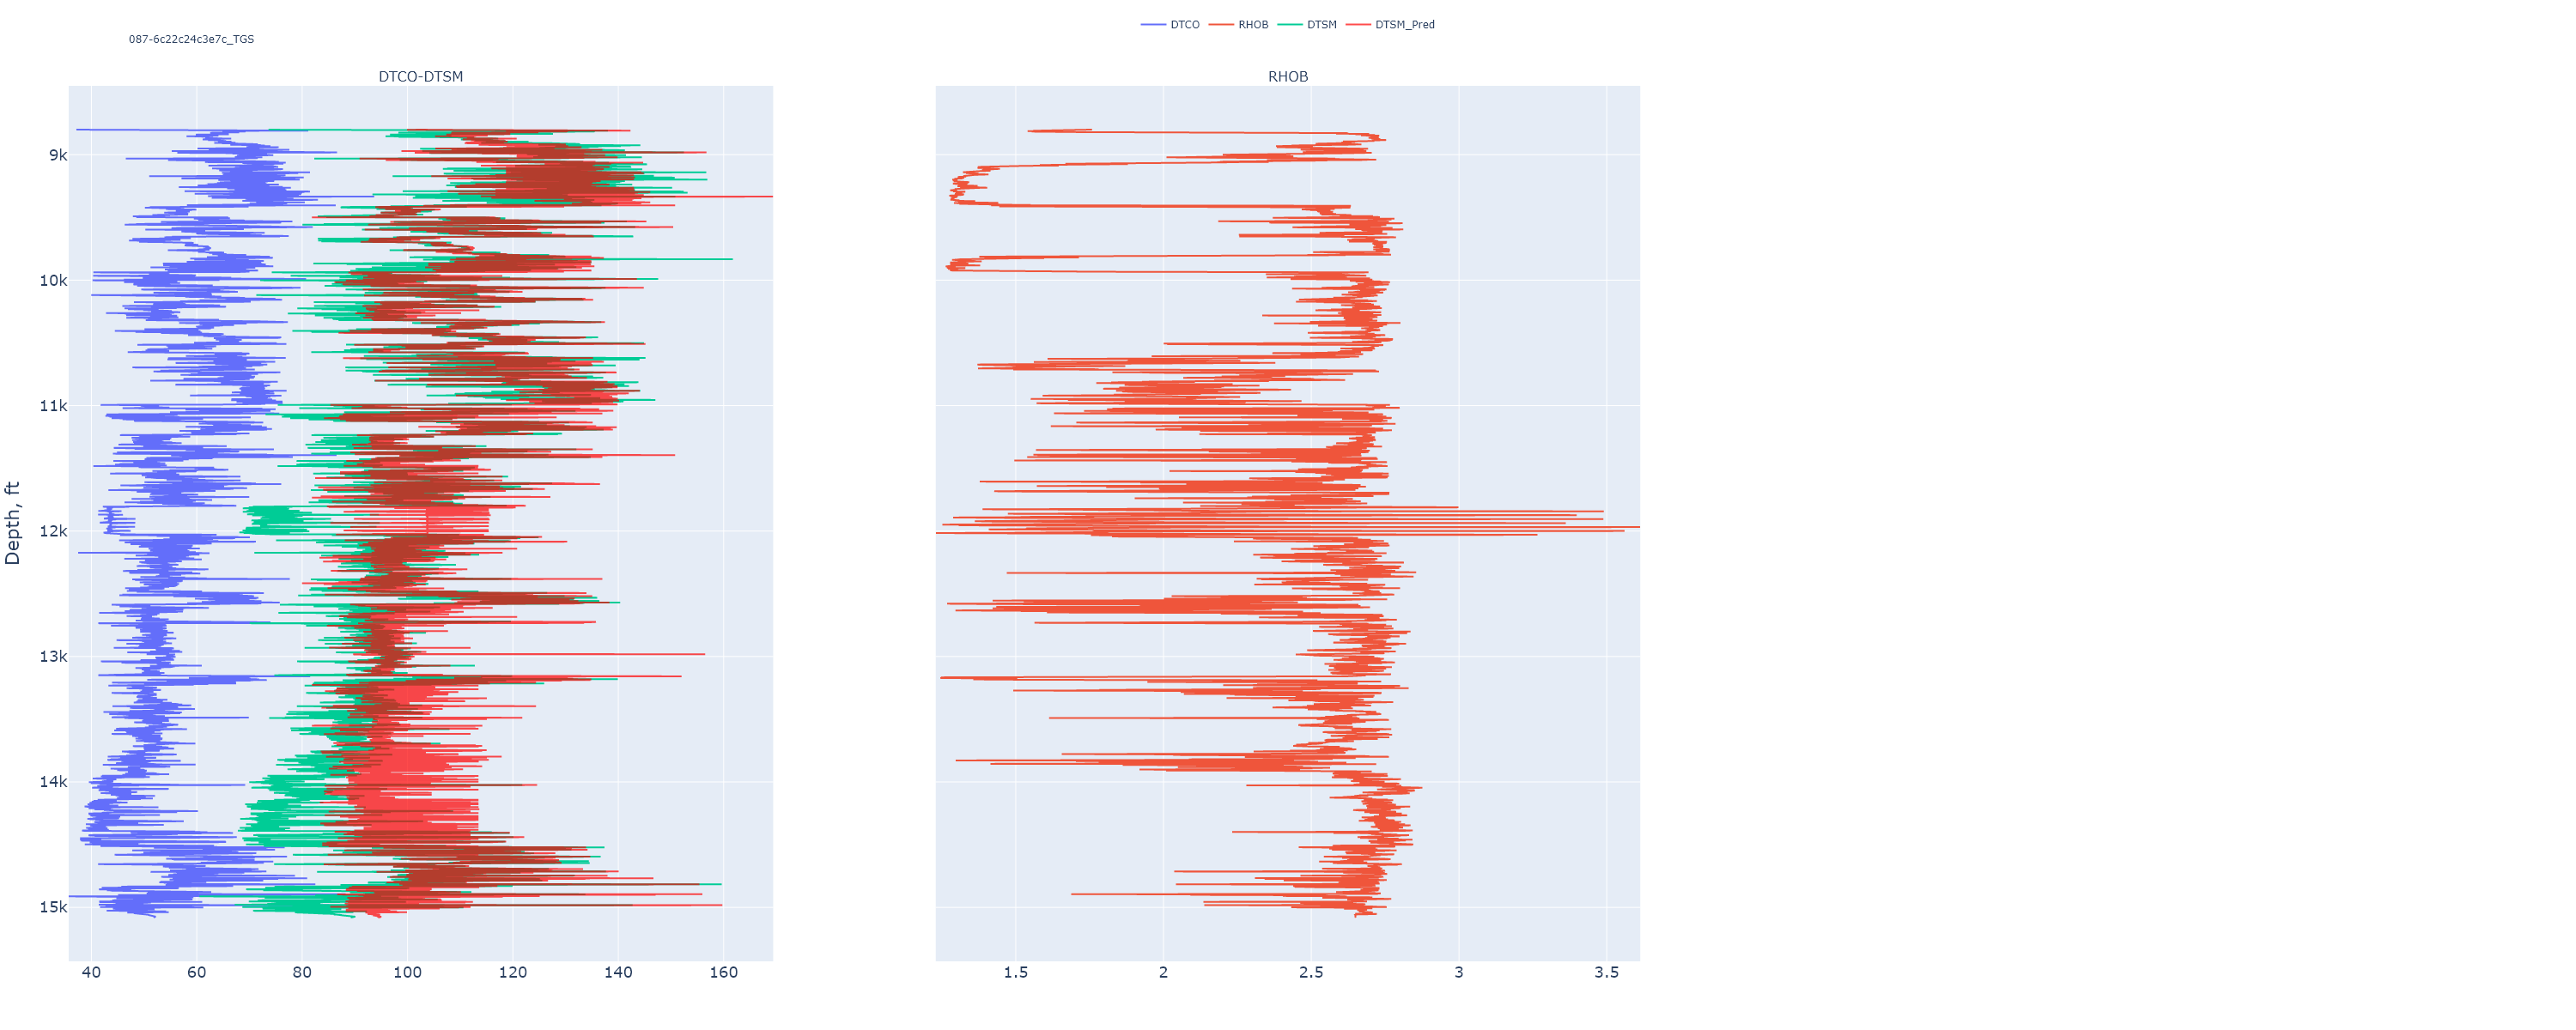 DTCO RHOB DTSM DTSM_Pred
087-6c22c24c3e7c_TGS
DTCO-DTSM
RHOB
Depth, ft
9k
10k
11k
12k
13k
14k
15k
40 60 80 100 120 140 160
1.5 2 2.5 3 3.5